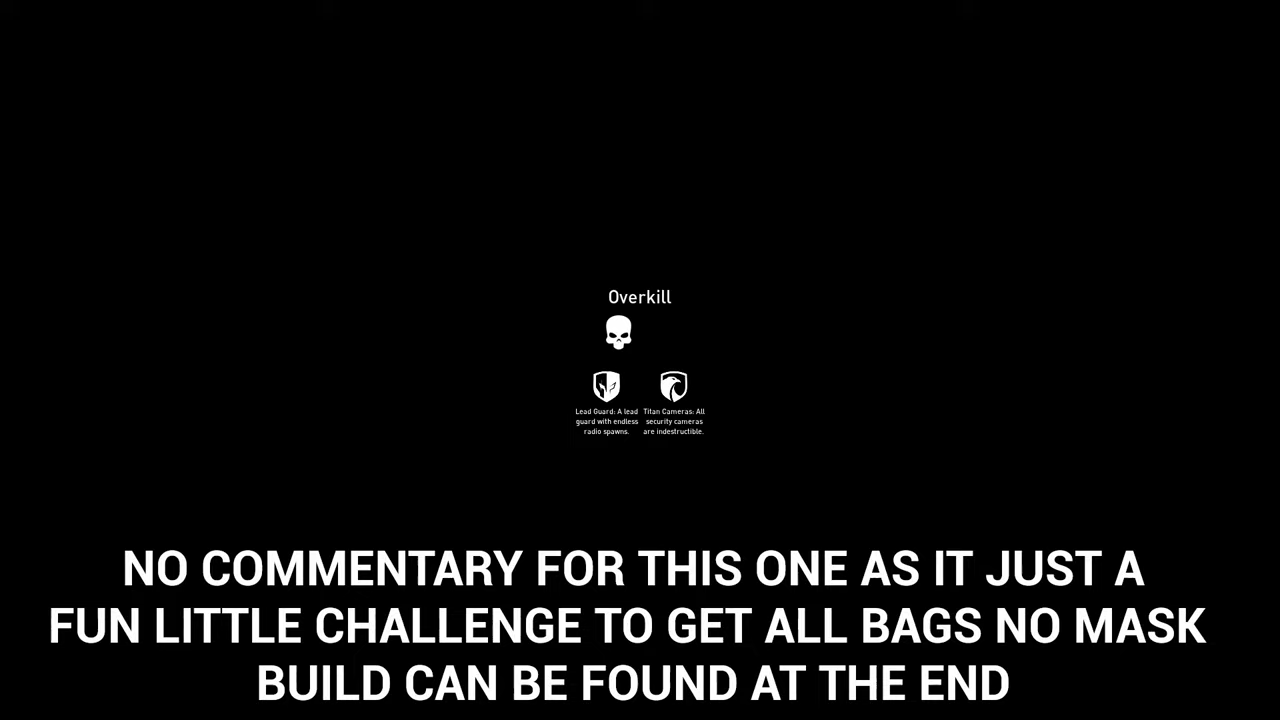 Overkill
Lead Guard: A lead
guard with endless
radio spawns.
Titan Cameras: All
security cameras
are indestructible.
NO COMMENTARY FOR THIS ONE AS IT JUST A
FUN LITTLE CHALLENGE TO GET ALL BAGS NO MASK
BUILD CAN BE FOUND AT THE END